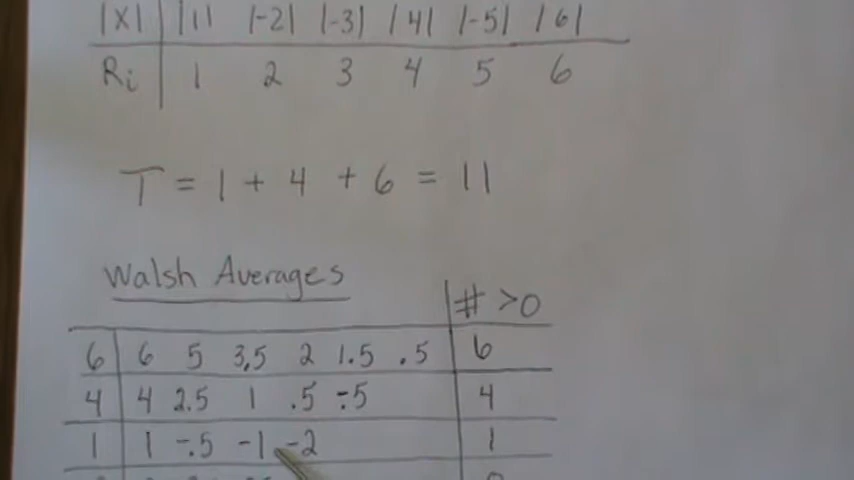 |X| |1| |-2| |-3| |4| |-5| |6|
Ri 1 2 3 4 5 6
T = 1 + 4 + 6 = 11
Walsh Averages
# >0
6 6 5 3.5 2 1.5 .5 6
4 4 2.5 1 .5 -.5 4
1 1 -.5 -1 -2 1